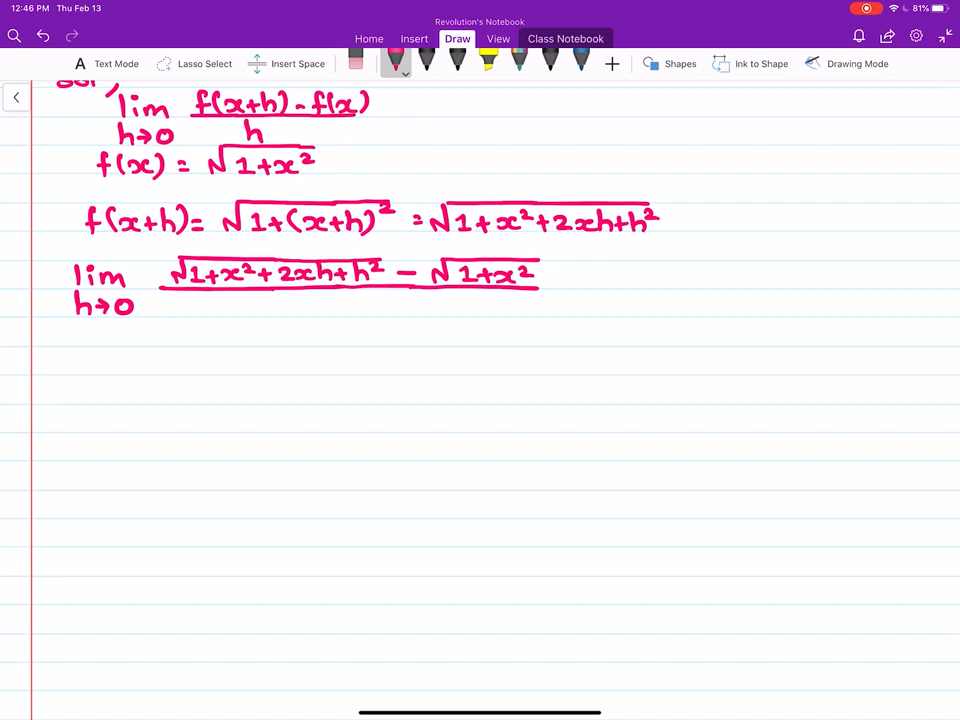 12:46 PM Thu Feb 13
81%
Revolution's Notebook
Home Insert Draw View Class Notebook
Text Mode Lasso Select Insert Space Shapes Ink to Shape Drawing Mode
lim f(x+h) - f(x)
h→0 h
f(x) = √1+x²
f(x+h) = √1+(x+h)² = √1+x²+2xh+h²
lim √1+x²+2xh+h² − √1+x²
h→0